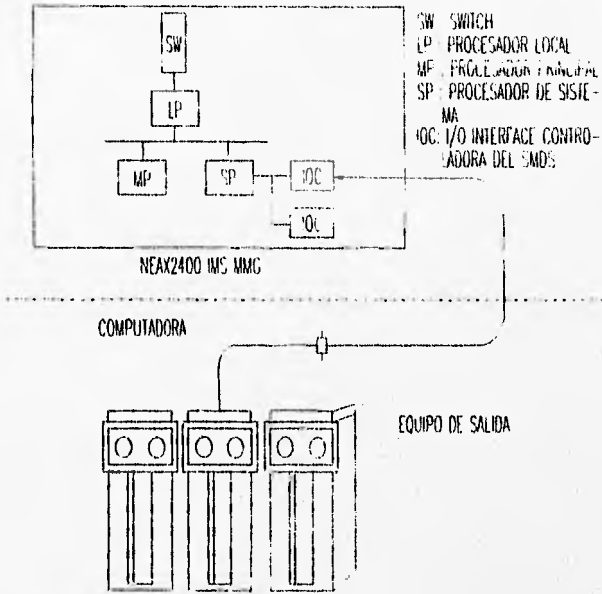 SW
LP
MP
SP
IOC
IOC
SW SWITCH
LP : PROCESADOR LOCAL
MP : PROCESADOR PRINCIPAL
SP : PROCESADOR DE SISTE-
MA
IOC: I/O INTERFACE CONTRO-
LADORA DEL SMDS
NEAX2400 IMS MMG
COMPUTADORA
EQUIPO DE SALIDA